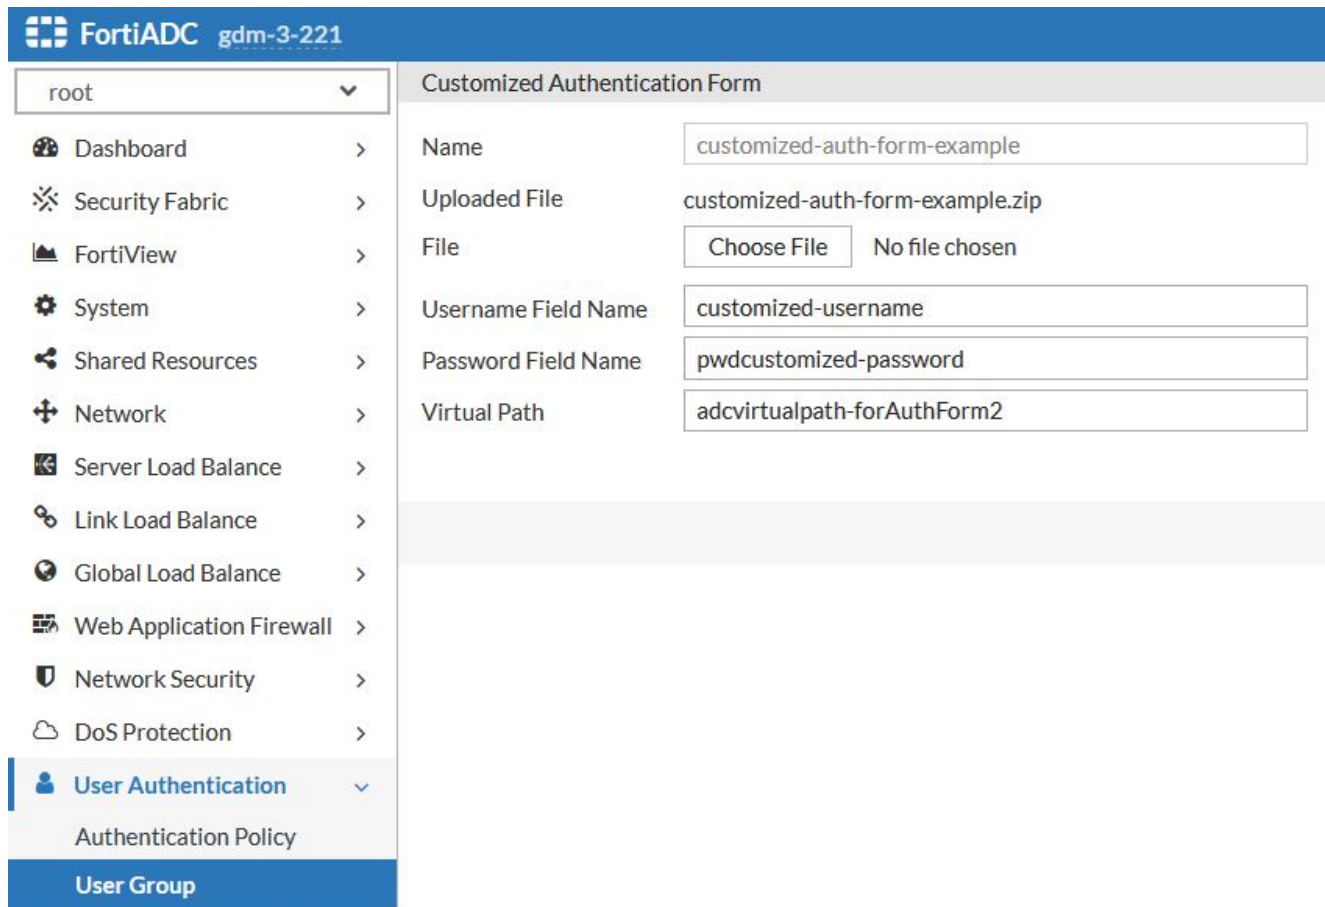 FortiADC gdm-3-221
root
Dashboard
Security Fabric
FortiView
System
Shared Resources
Network
Server Load Balance
Link Load Balance
Global Load Balance
Web Application Firewall
Network Security
DoS Protection
User Authentication
Authentication Policy
User Group
Customized Authentication Form
Name customized-auth-form-example
Uploaded File customized-auth-form-example.zip
File Choose File No file chosen
Username Field Name customized-username
Password Field Name pwdcustomized-password
Virtual Path adcvirtualpath-forAuthForm2